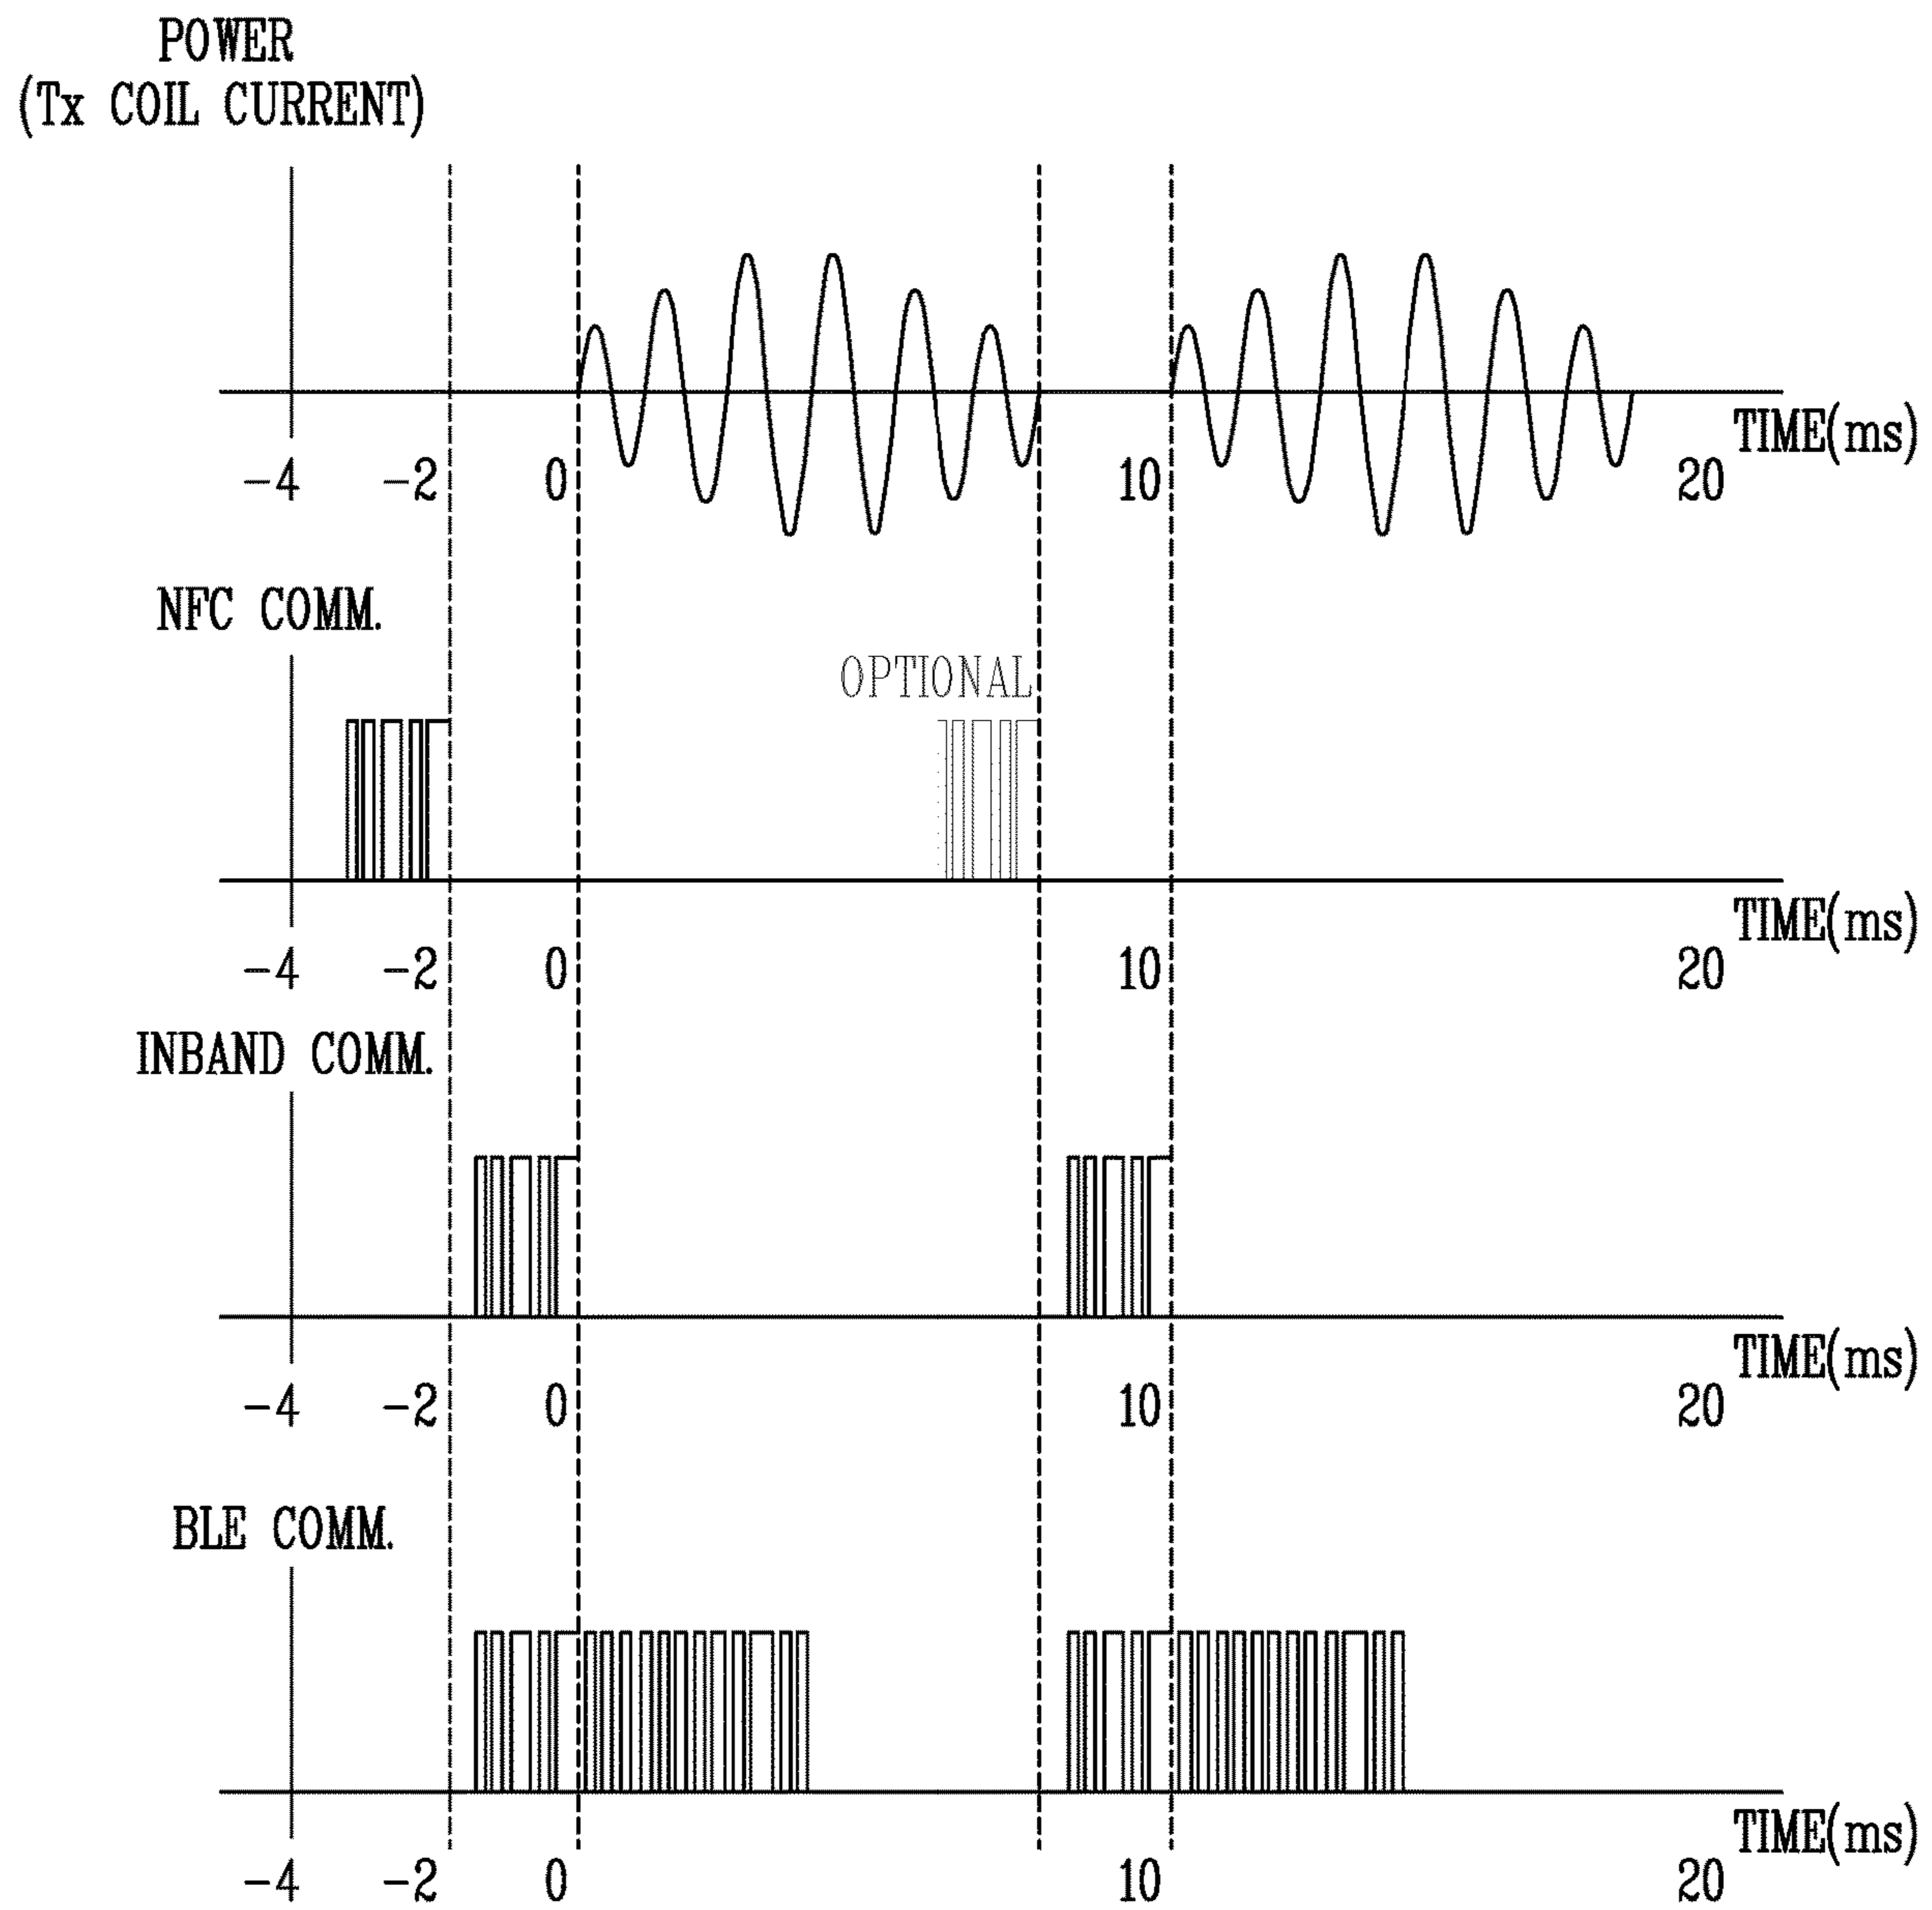 POWER
(Tx COIL CURRENT)
TIME(ms)
-4 -2 0 10 20
NFC COMM.
OPTIONAL
TIME(ms)
-4 -2 0 10 20
INBAND COMM.
TIME(ms)
-4 -2 0 10 20
BLE COMM.
TIME(ms)
-4 -2 0 10 20